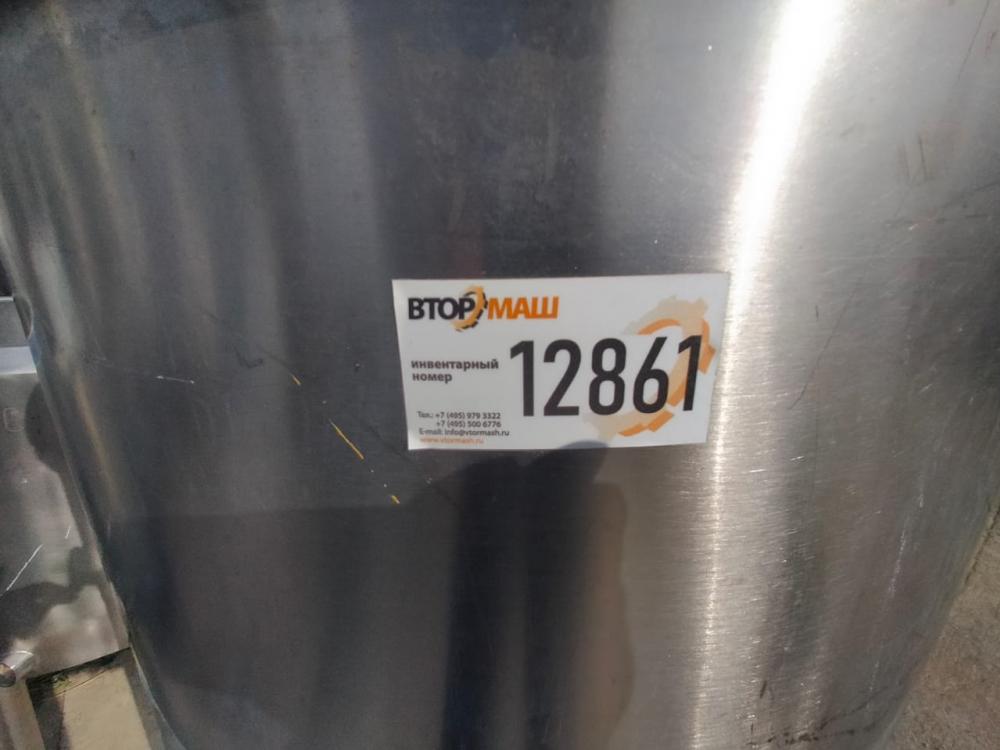 ВТОРМАШ
инвентарный
номер
12861
Тел.: +7 (495) 979 3322
+7 (495) 500 6776
E-mail: info@vtormash.ru
www.vtormash.ru